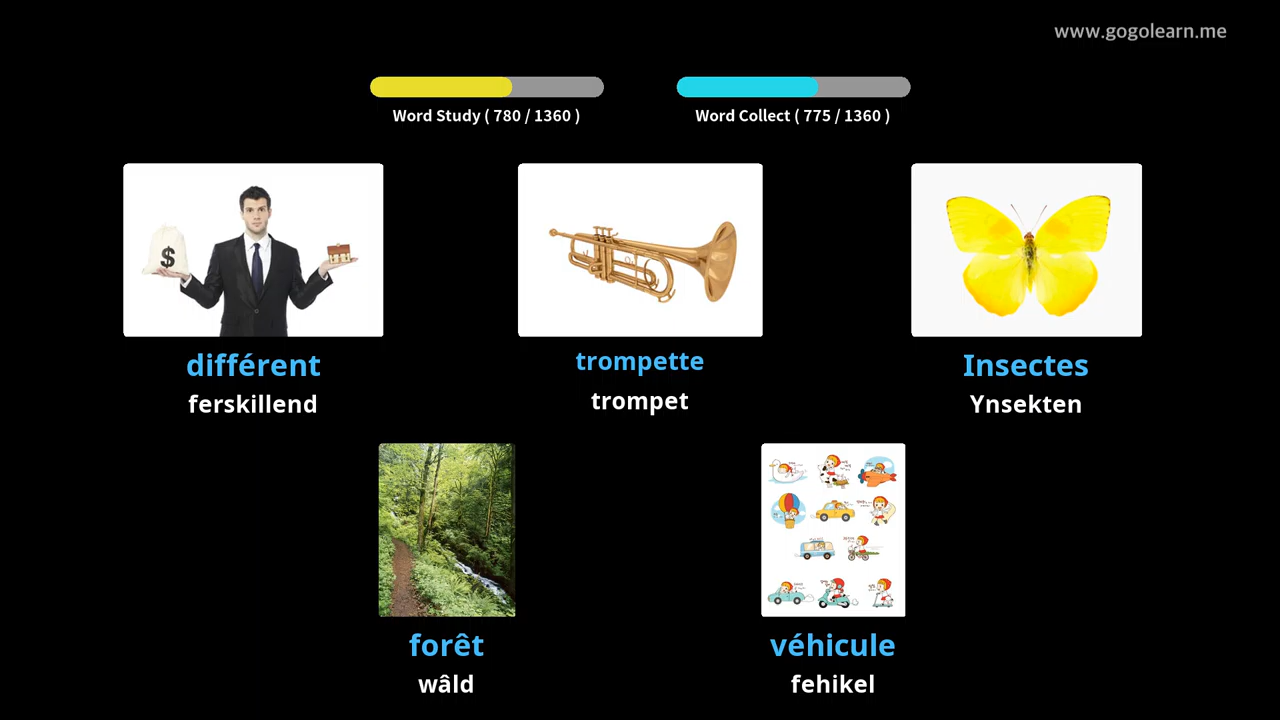 www.gogolearn.me
Word Study ( 780 / 1360 )
Word Collect ( 775 / 1360 )
$
différent
ferskillend
trompette
trompet
Insectes
Ynsekten
forêt
wâld
véhicule
fehikel